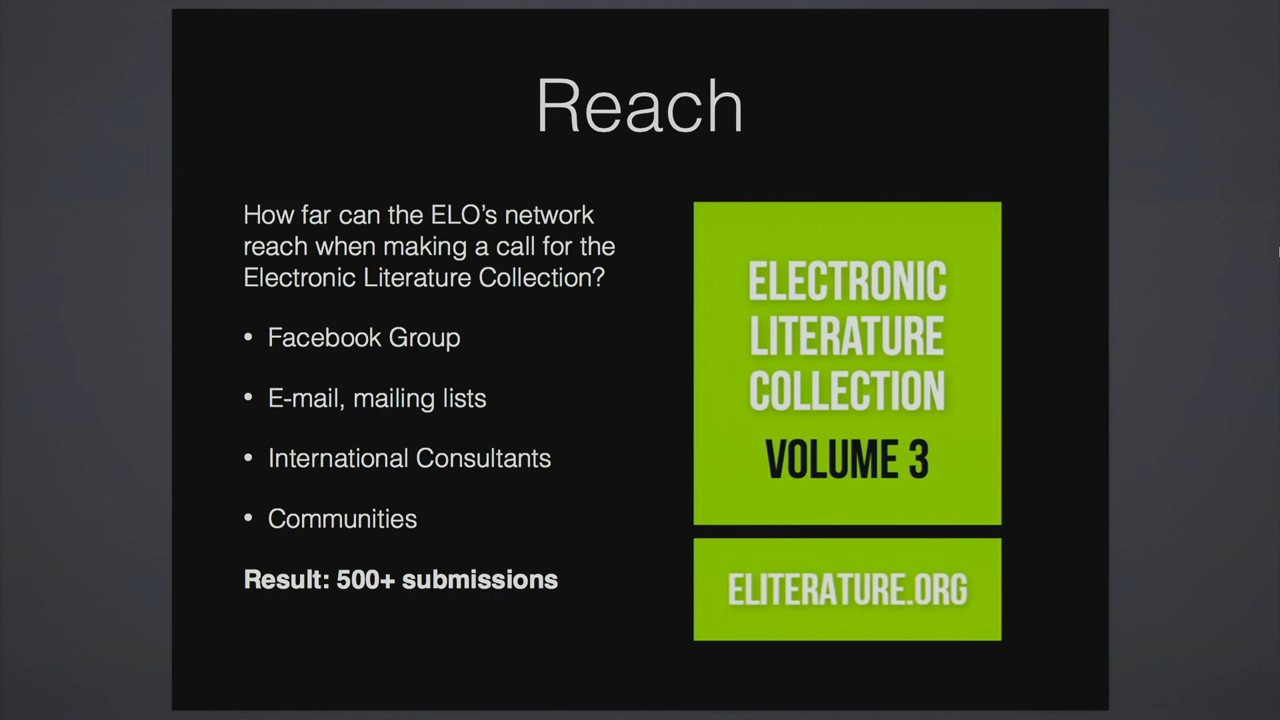 Reach
How far can the ELO's network
reach when making a call for the
Electronic Literature Collection?
• Facebook Group
• E-mail, mailing lists
• International Consultants
• Communities
Result: 500+ submissions
ELECTRONIC
LITERATURE
COLLECTION
VOLUME 3
ELITERATURE.ORG